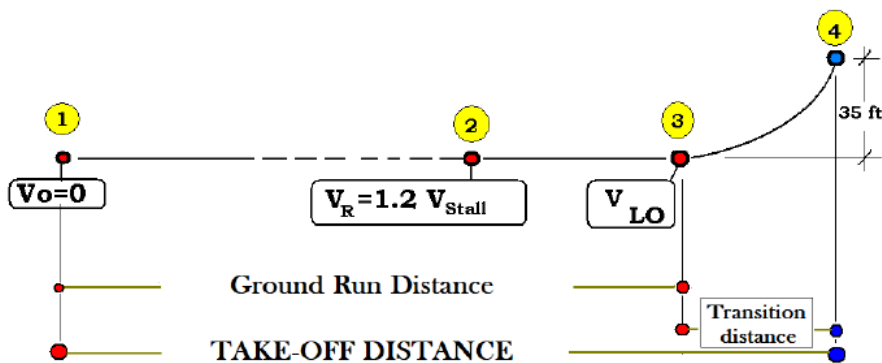 4
1
2
3
35 ft
Vo=0
VR=1.2 VStall
VLO
Ground Run Distance
Transition
distance
TAKE-OFF DISTANCE